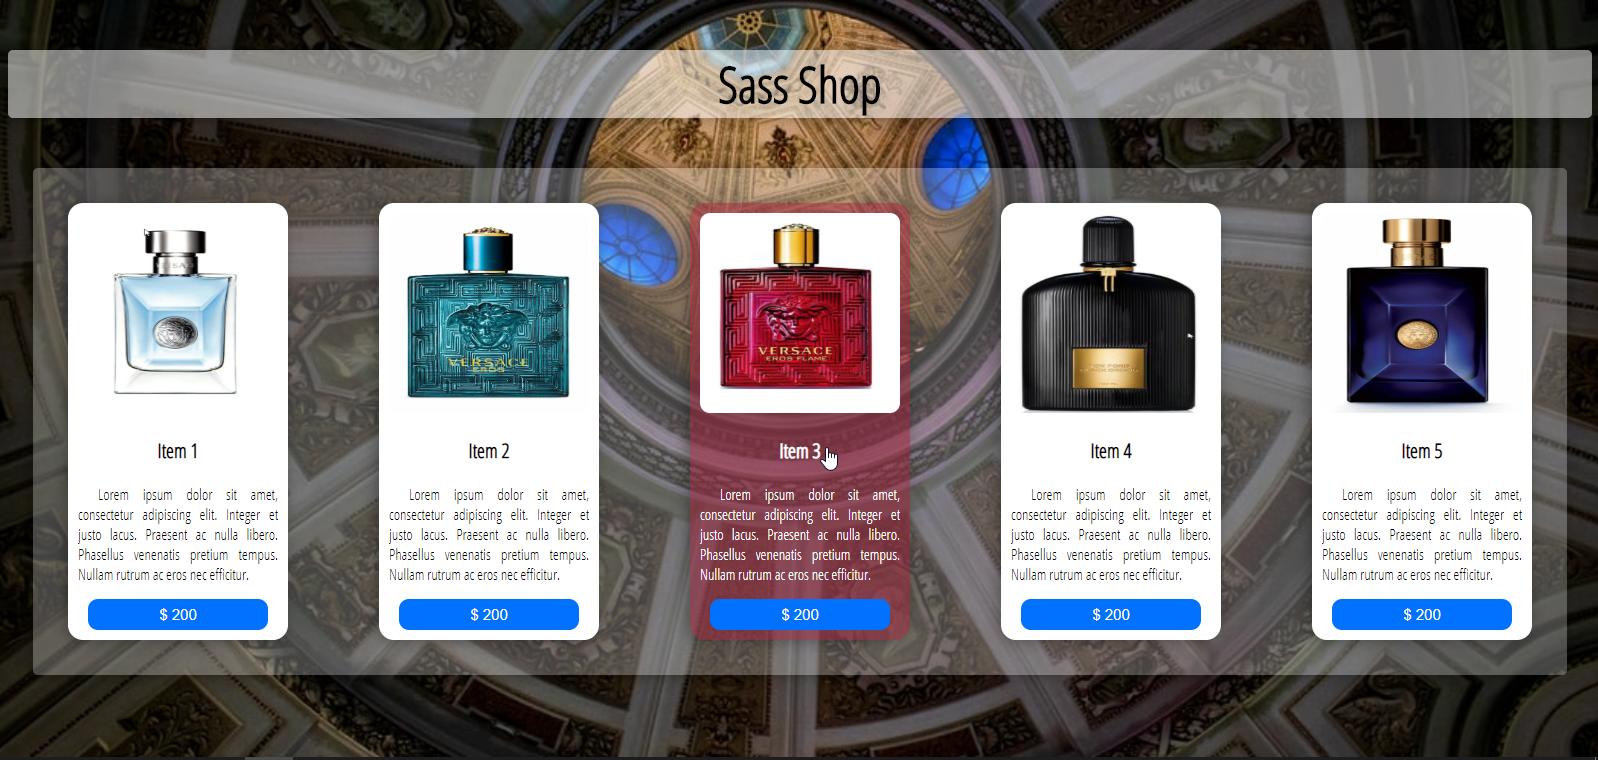 Sass Shop
Item 1
Lorem ipsum dolor sit amet,
consectetur adipiscing elit. Integer et
justo lacus. Praesent ac nulla libero.
Phasellus venenatis pretium tempus.
Nullam rutrum ac eros nec efficitur.
$ 200
VERSACE
EROS
Item 2
Lorem ipsum dolor sit amet,
consectetur adipiscing elit. Integer et
justo lacus. Praesent ac nulla libero.
Phasellus venenatis pretium tempus.
Nullam rutrum ac eros nec efficitur.
$ 200
VERSACE
EROS FLAME
Item 3
Lorem ipsum dolor sit amet,
consectetur adipiscing elit. Integer et
justo lacus. Praesent ac nulla libero.
Phasellus venenatis pretium tempus.
Nullam rutrum ac eros nec efficitur.
$ 200
TOM FORD
Item 4
Lorem ipsum dolor sit amet,
consectetur adipiscing elit. Integer et
justo lacus. Praesent ac nulla libero.
Phasellus venenatis pretium tempus.
Nullam rutrum ac eros nec efficitur.
$ 200
Item 5
Lorem ipsum dolor sit amet,
consectetur adipiscing elit. Integer et
justo lacus. Praesent ac nulla libero.
Phasellus venenatis pretium tempus.
Nullam rutrum ac eros nec efficitur.
$ 200